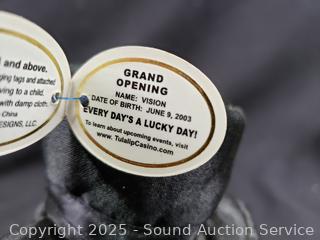 and above.
ging tags and attached
ving to a child.
with damp cloth.
China
ESIGNS, LLC.
GRAND
OPENING
NAME: VISION
DATE OF BIRTH: JUNE 9, 2003
EVERY DAY'S A LUCKY DAY!
To learn about upcoming events, visit
www.TulalipCasino.com
Copyright 2025 - Sound Auction Service